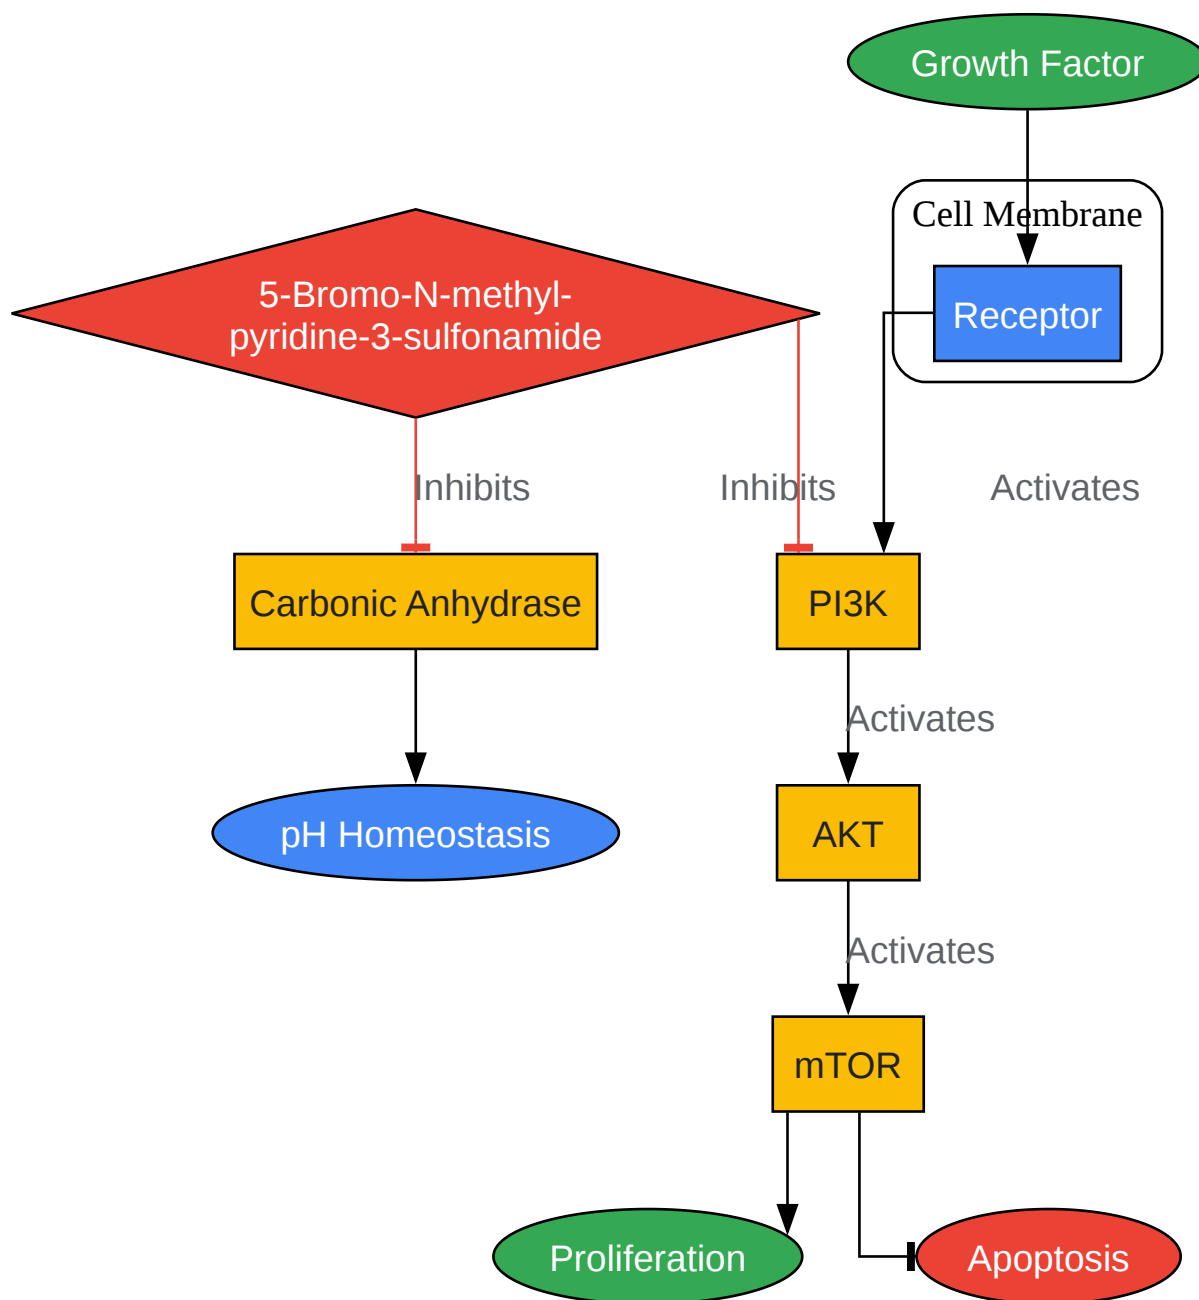 Growth Factor
Cell Membrane
Receptor
5-Bromo-N-methyl-
pyridine-3-sulfonamide
Inhibits
Inhibits
Activates
Carbonic Anhydrase
PI3K
Activates
pH Homeostasis
AKT
Activates
mTOR
Proliferation
Apoptosis